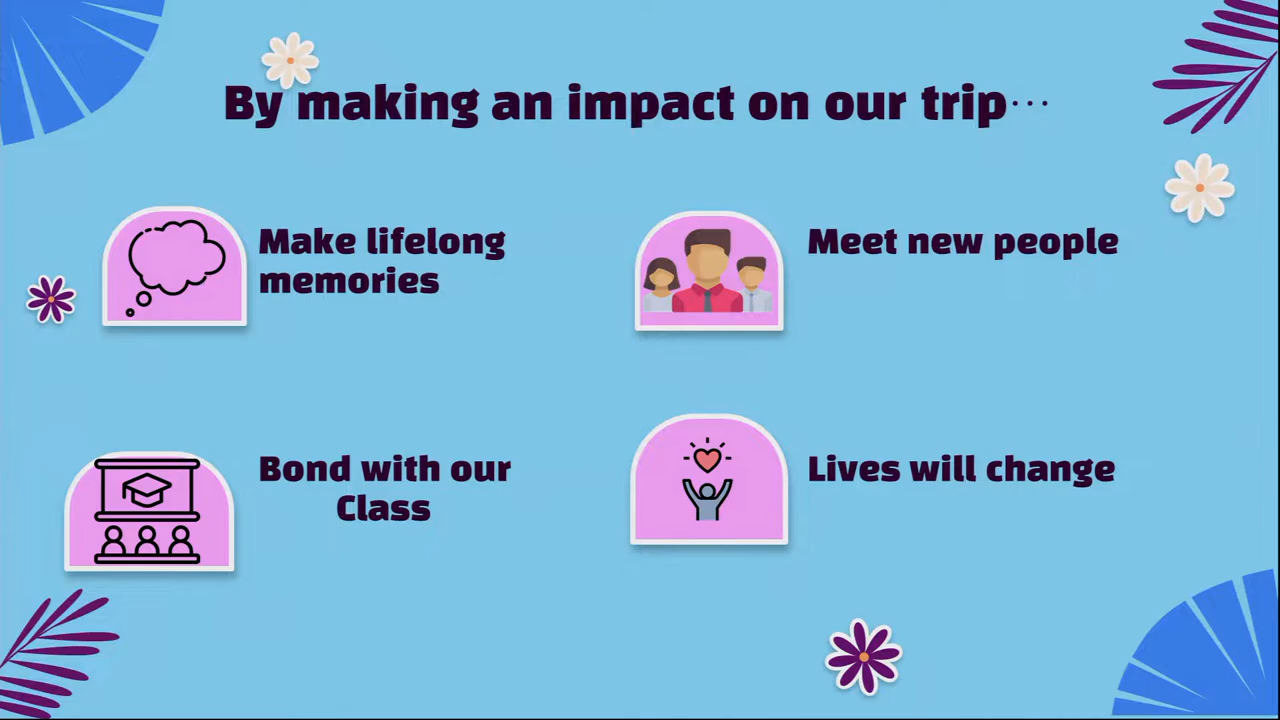 By making an impact on our trip...
Make lifelong
memories
Meet new people
Bond with our
Class
Lives will change